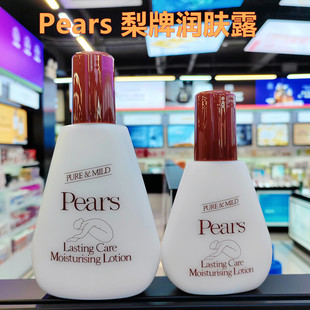 Pears 梨牌润肤露
PURE & MILD
Pears
Lasting Care
Moisturising Lotion
PURE & MILD
Pears
Lasting Care
Moisturising Lotion